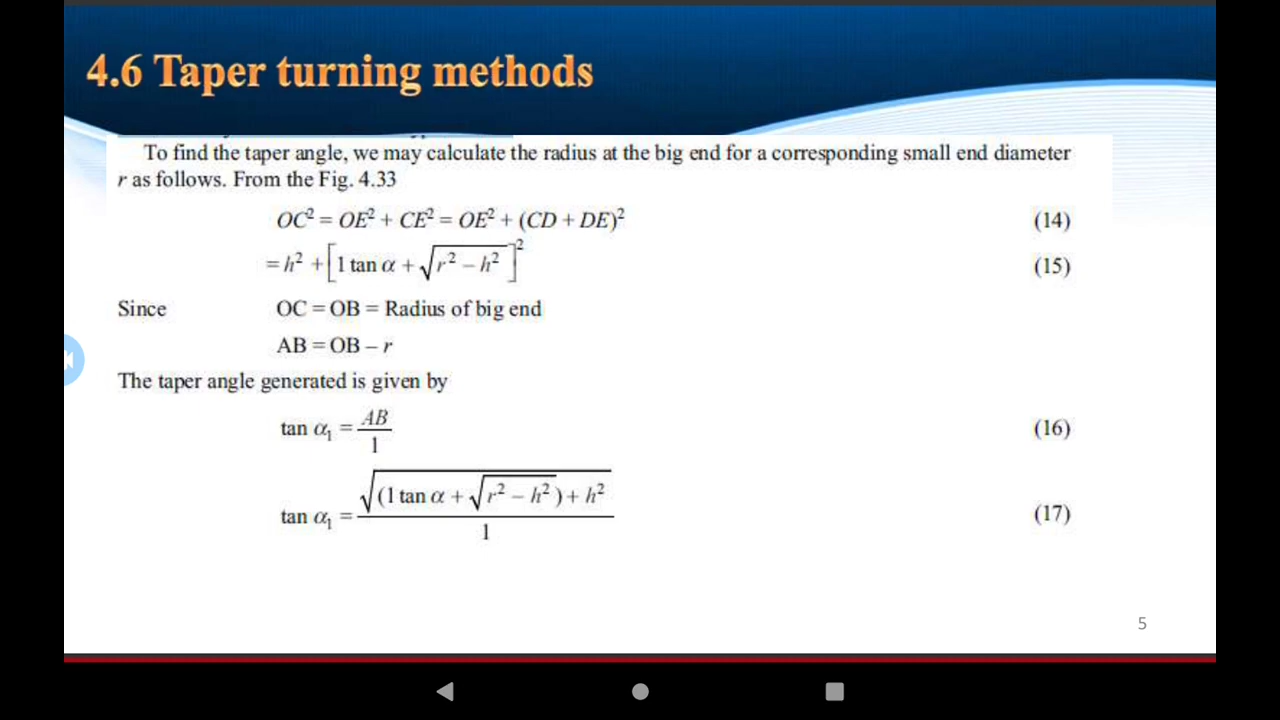 4.6 Taper turning methods
To find the taper angle, we may calculate the radius at the big end for a corresponding small end diameter
r as follows. From the Fig. 4.33
OC² = OE² + CE² = OE² + (CD + DE)² (14)
= h² + [1 tan α + √(r² – h²)]² (15)
Since OC = OB = Radius of big end
AB = OB – r
The taper angle generated is given by
tan α₁ = AB/1 (16)
tan α₁ = √((1 tan α + √(r² – h²)) + h²)/1 (17)
5